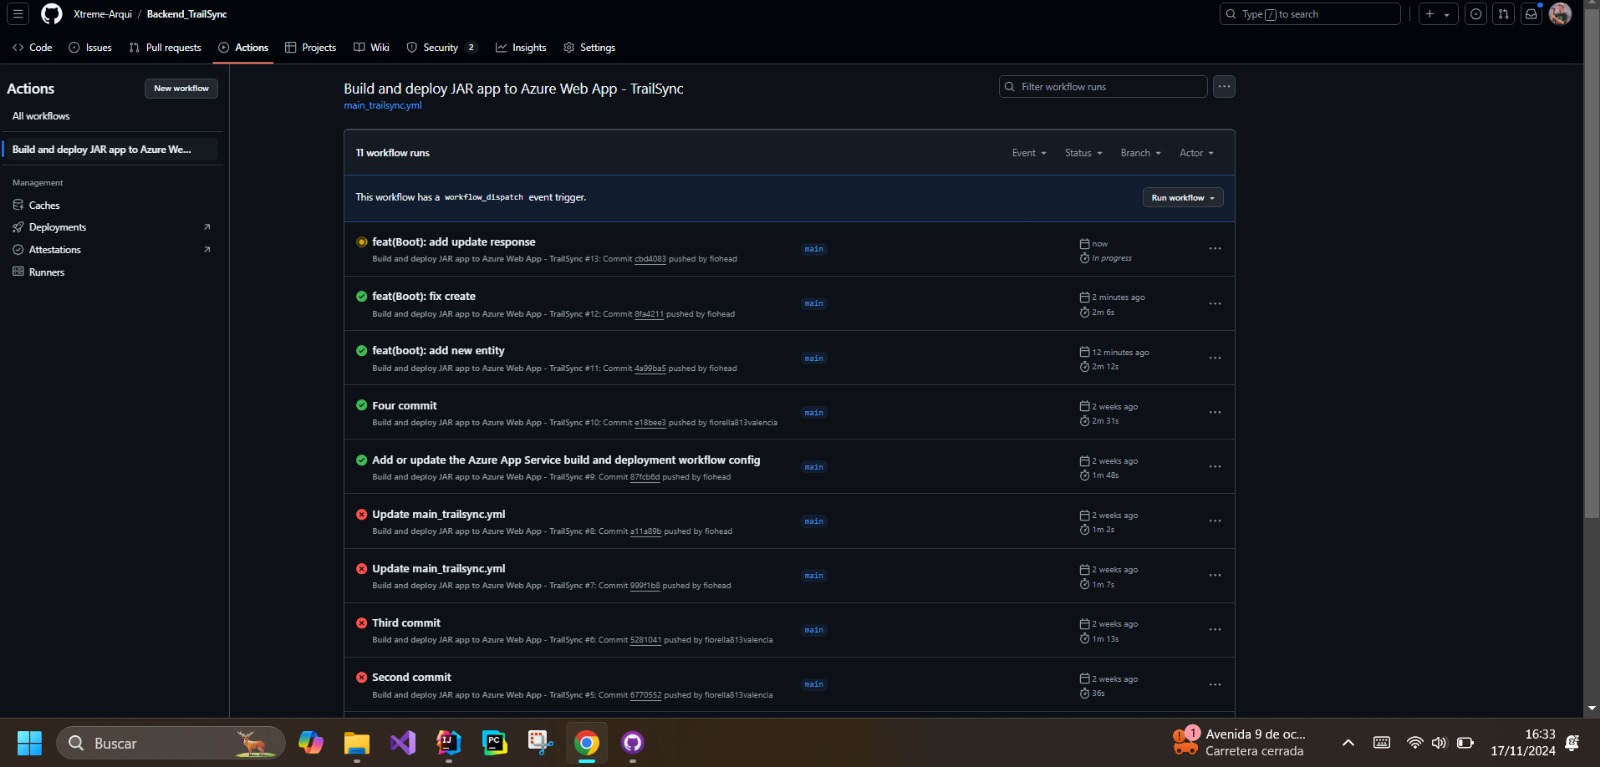 Xtreme-Arqui / Backend_TrailSync
Type / to search
Code
Issues
Pull requests
Actions
Projects
Wiki
Security 2
Insights
Settings
Actions
New workflow
All workflows
Build and deploy JAR app to Azure We...
Management
Caches
Deployments
Attestations
Runners
Build and deploy JAR app to Azure Web App - TrailSync
main_trailsync.yml
Filter workflow runs
11 workflow runs
Event
Status
Branch
Actor
This workflow has a workflow_dispatch event trigger.
Run workflow
feat(Boot): add update response
Build and deploy JAR app to Azure Web App - TrailSync #13: Commit cbd4083 pushed by fiohead
main
now
In progress
feat(Boot): fix create
Build and deploy JAR app to Azure Web App - TrailSync #12: Commit 8fa4211 pushed by fiohead
main
2 minutes ago
2m 6s
feat(boot): add new entity
Build and deploy JAR app to Azure Web App - TrailSync #11: Commit 4a99ba5 pushed by fiohead
main
12 minutes ago
2m 12s
Four commit
Build and deploy JAR app to Azure Web App - TrailSync #10: Commit e18bee3 pushed by fiorella813valencia
main
2 weeks ago
2m 31s
Add or update the Azure App Service build and deployment workflow config
Build and deploy JAR app to Azure Web App - TrailSync #9: Commit 87fcb6d pushed by fiohead
main
2 weeks ago
1m 48s
Update main_trailsync.yml
Build and deploy JAR app to Azure Web App - TrailSync #8: Commit a11a89b pushed by fiohead
main
2 weeks ago
1m 2s
Update main_trailsync.yml
Build and deploy JAR app to Azure Web App - TrailSync #7: Commit 999f1b8 pushed by fiohead
main
2 weeks ago
1m 7s
Third commit
Build and deploy JAR app to Azure Web App - TrailSync #6: Commit 5281041 pushed by fiorella813valencia
main
2 weeks ago
1m 13s
Second commit
Build and deploy JAR app to Azure Web App - TrailSync #5: Commit 6770552 pushed by fiorella813valencia
main
2 weeks ago
36s
Buscar
IJ
PC
1
Avenida 9 de oc...
Carretera cerrada
16:33
17/11/2024